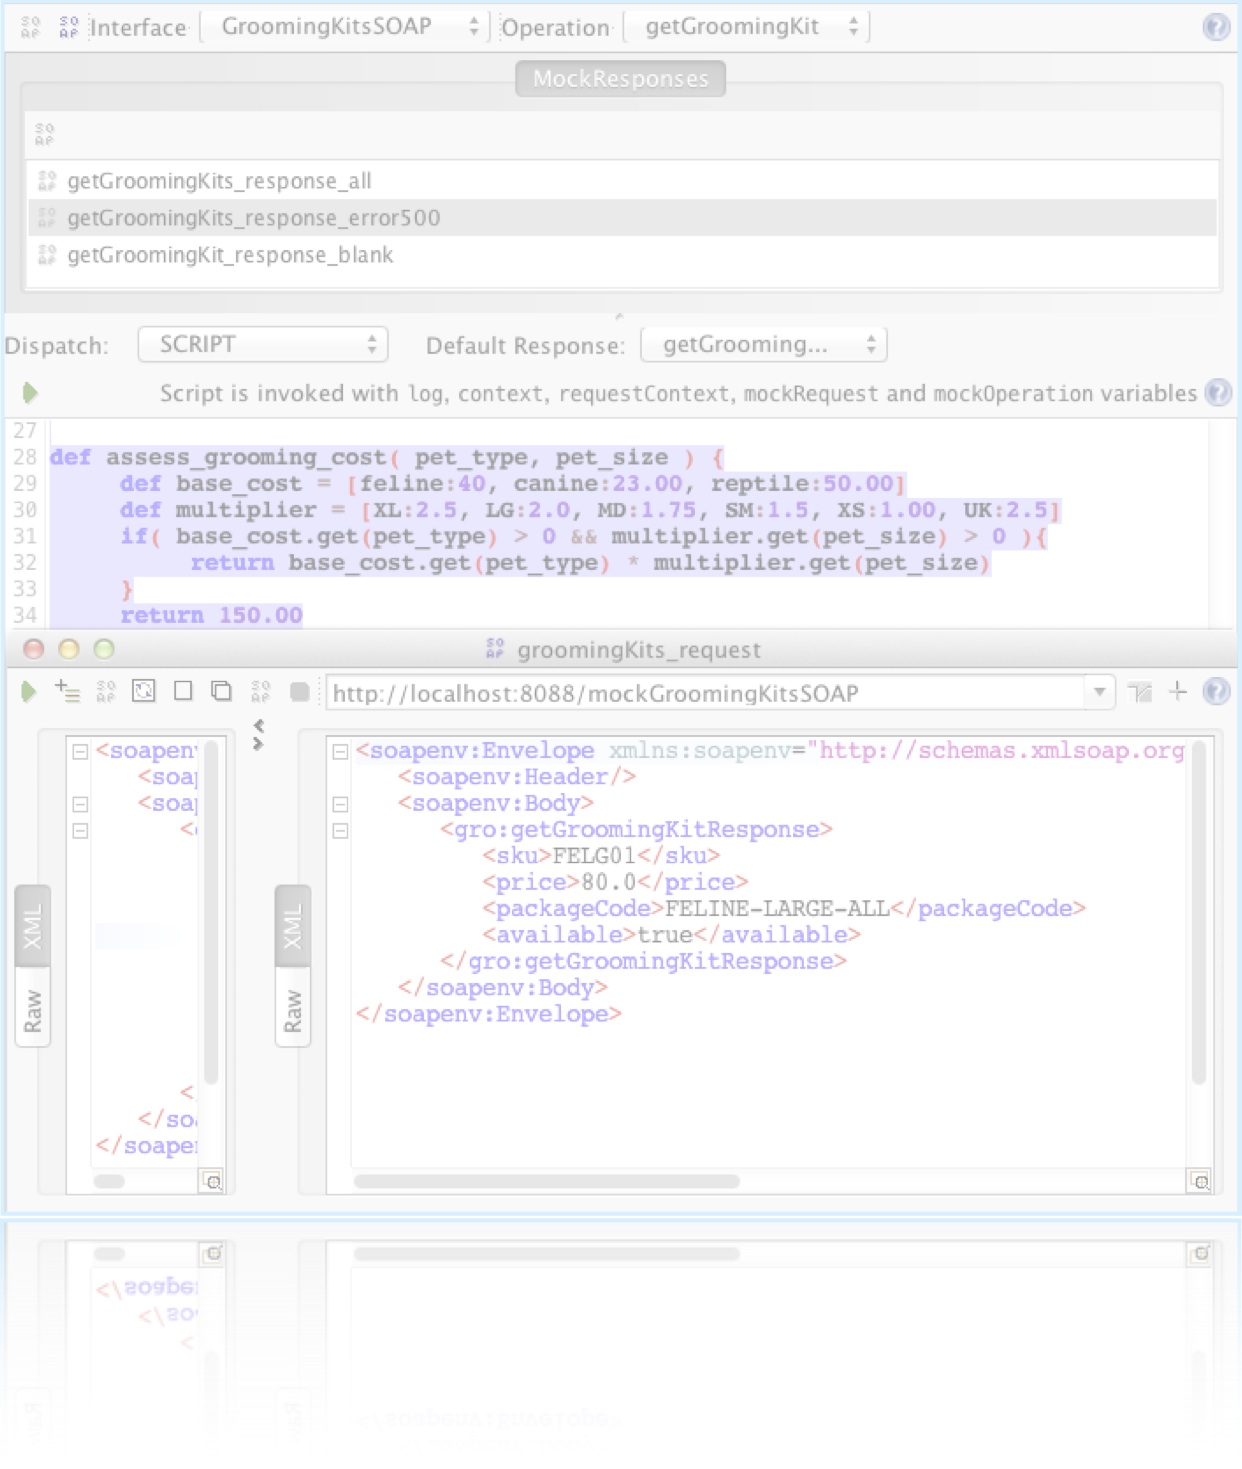 Interface GroomingKitsSOAP Operation getGroomingKit
MockResponses
getGroomingKits_response_all
getGroomingKits_response_error500
getGroomingKit_response_blank
Dispatch: SCRIPT Default Response: getGrooming...
Script is invoked with log, context, requestContext, mockRequest and mockOperation variables
27
28 def assess_grooming_cost( pet_type, pet_size ) {
29 def base_cost = [feline:40, canine:23.00, reptile:50.00]
30 def multiplier = [XL:2.5, LG:2.0, MD:1.75, SM:1.5, XS:1.00, UK:2.5]
31 if( base_cost.get(pet_type) > 0 && multiplier.get(pet_size) > 0 ){
32 return base_cost.get(pet_type) * multiplier.get(pet_size)
33 }
34 return 150.00
groomingKits_request
http://localhost:8088/mockGroomingKitsSOAP
XML
Raw
<soapen
<soa
<soa
<
<
</so
</soape
XML
Raw
<soapenv:Envelope xmlns:soapenv="http://schemas.xmlsoap.org
<soapenv:Header/>
<soapenv:Body>
<gro:getGroomingKitResponse>
<sku>FELG01</sku>
<price>80.0</price>
<packageCode>FELINE-LARGE-ALL</packageCode>
<available>true</available>
</gro:getGroomingKitResponse>
</soapenv:Body>
</soapenv:Envelope>